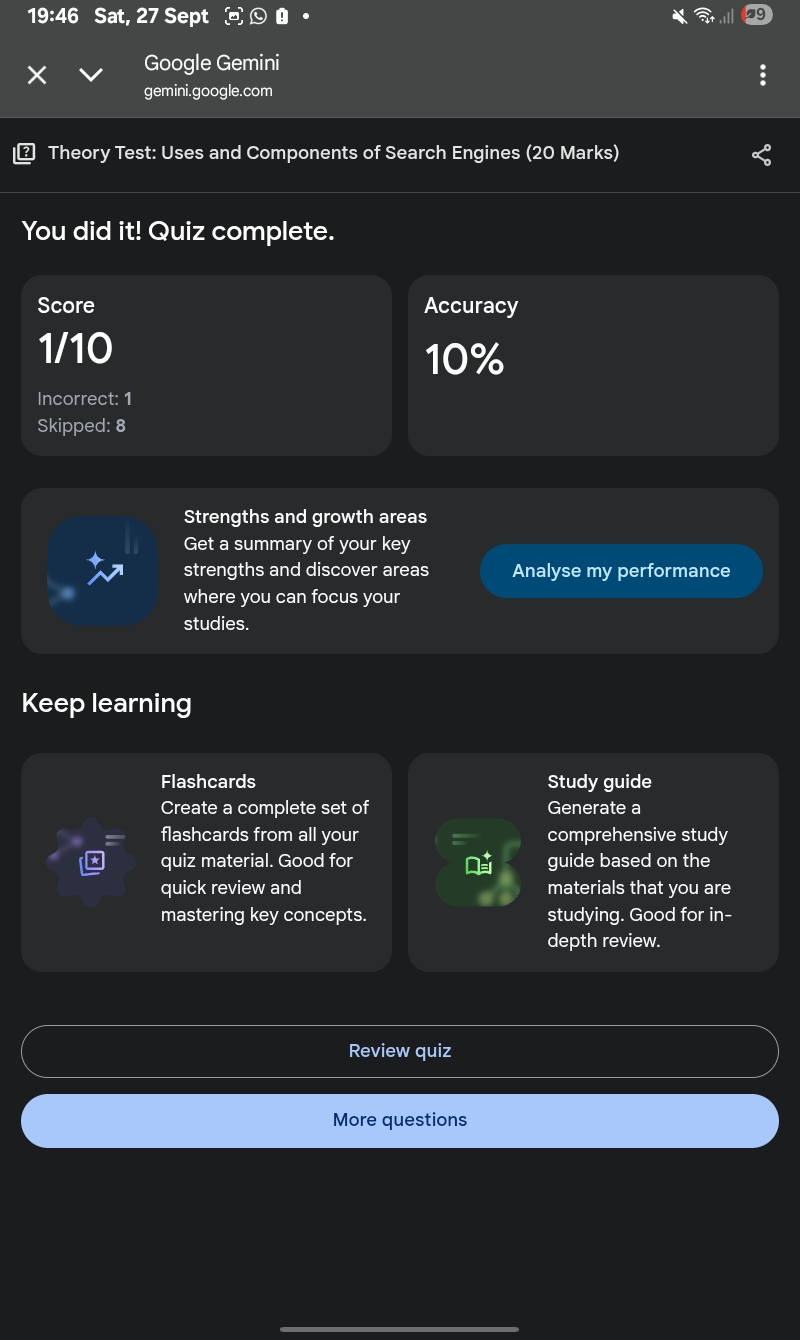 19:46 Sat, 27 Sept
Google Gemini
gemini.google.com
Theory Test: Uses and Components of Search Engines (20 Marks)
You did it! Quiz complete.
Score
1/10
Incorrect: 1
Skipped: 8
Accuracy
10%
Strengths and growth areas
Get a summary of your key
strengths and discover areas
where you can focus your
studies.
Analyse my performance
Keep learning
Flashcards
Create a complete set of
flashcards from all your
quiz material. Good for
quick review and
mastering key concepts.
Study guide
Generate a
comprehensive study
guide based on the
materials that you are
studying. Good for in-
depth review.
Review quiz
More questions